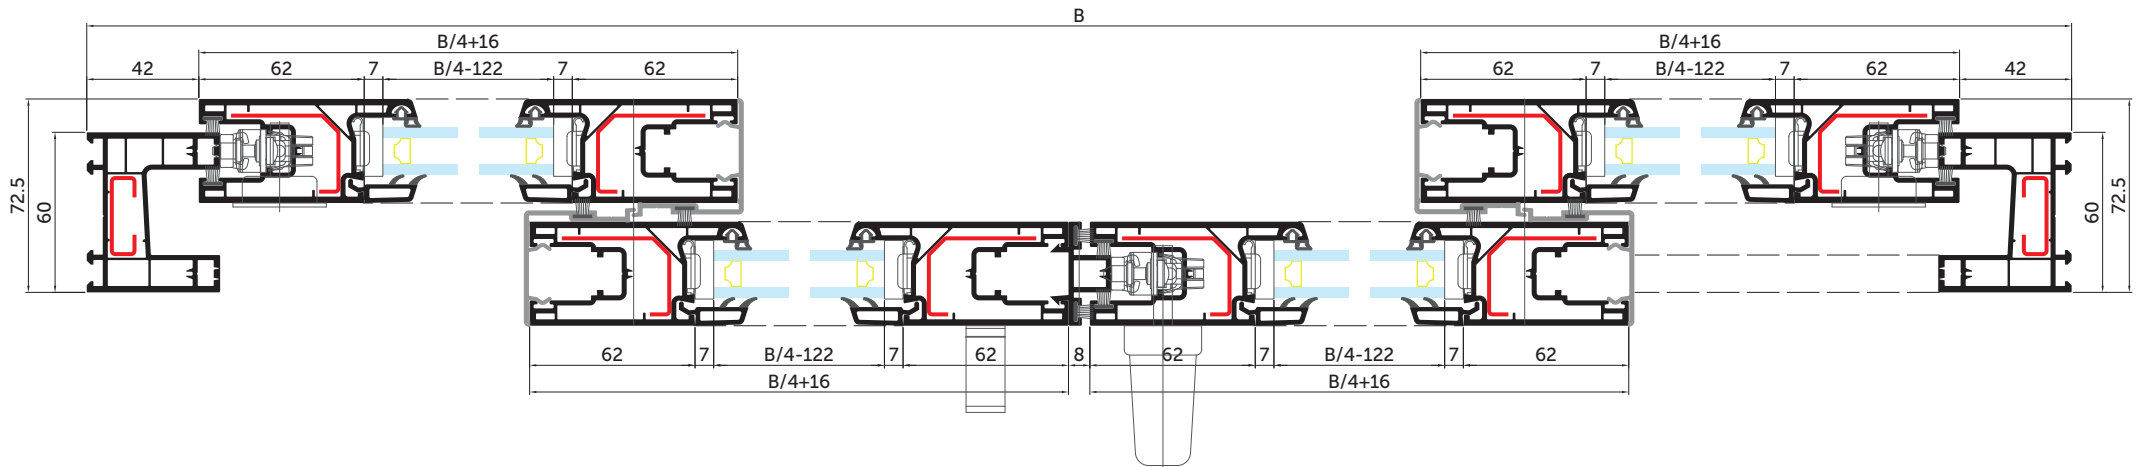 B
B/4+16 B/4+16
42 62 7 B/4-122 7 62 62 7 B/4-122 7 62 42
72.5 60 60 72.5
62 7 B/4-122 7 62 8 62 7 B/4-122 7 62
B/4+16 B/4+16